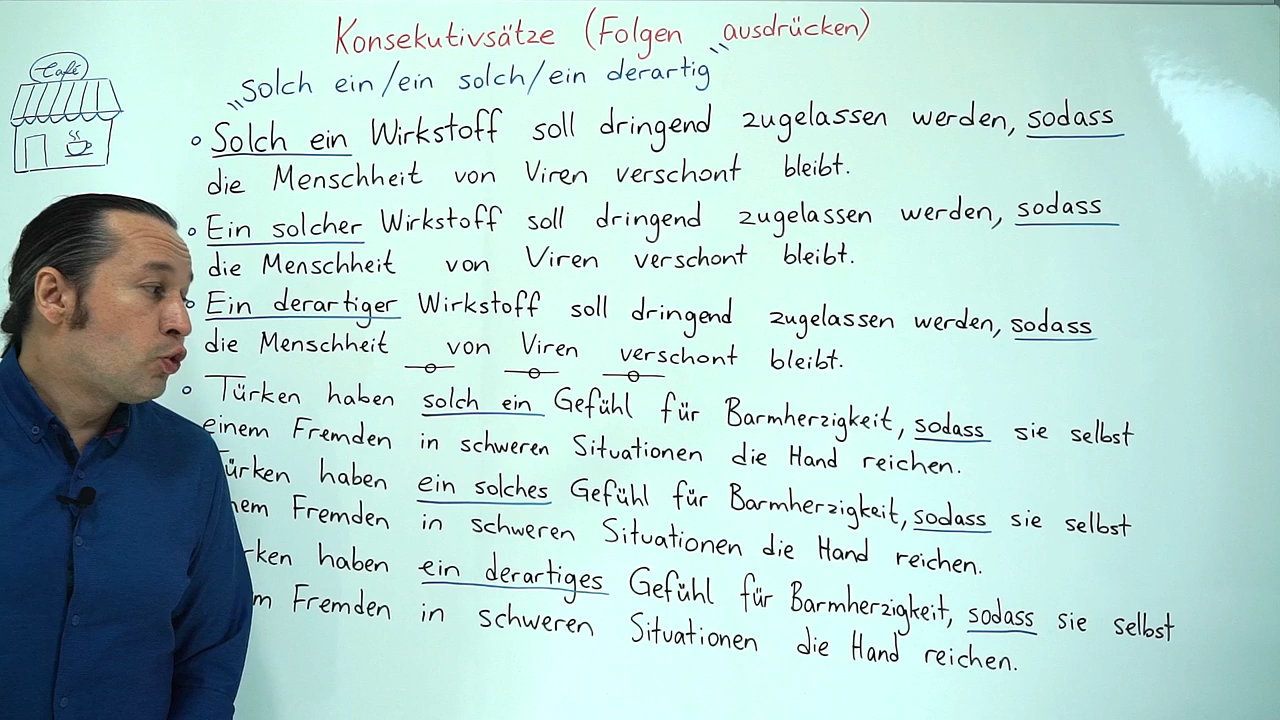 Konsekutivsätze (Folgen ausdrücken)
Café
„solch ein/ein solch/ein derartig"
Solch ein Wirkstoff soll dringend zugelassen werden, sodass
die Menschheit von Viren verschont bleibt.
Ein solcher Wirkstoff soll dringend zugelassen werden, sodass
die Menschheit von Viren verschont bleibt.
Ein derartiger Wirkstoff soll dringend zugelassen werden, sodass
die Menschheit von Viren verschont bleibt.
Türken haben solch ein Gefühl für Barmherzigkeit, sodass sie selbst
einem Fremden in schweren Situationen die Hand reichen.
ürken haben ein solches Gefühl für Barmherzigkeit, sodass sie selbst
nem Fremden in schweren Situationen die Hand reichen.
rken haben ein derartiges Gefühl für Barmherzigkeit, sodass sie selbst
m Fremden in schweren Situationen die Hand reichen.